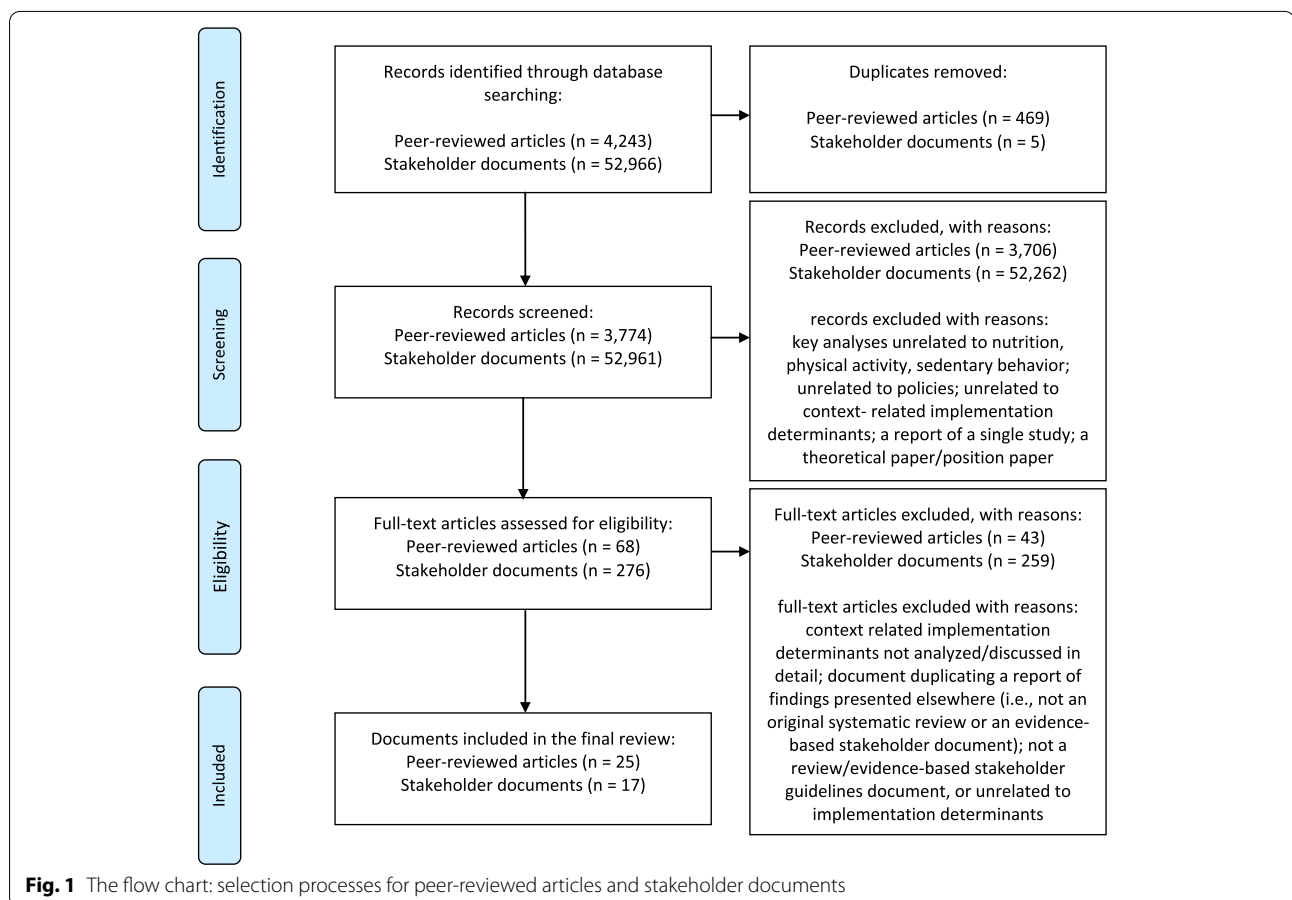 Identification
Records identified through database
searching:
Peer-reviewed articles (n = 4,243)
Stakeholder documents (n = 52,966)
Duplicates removed:
Peer-reviewed articles (n = 469)
Stakeholder documents (n = 5)
Screening
Records screened:
Peer-reviewed articles (n = 3,774)
Stakeholder documents (n = 52,961)
Records excluded, with reasons:
Peer-reviewed articles (n = 3,706)
Stakeholder documents (n = 52,262)
records excluded with reasons:
key analyses unrelated to nutrition,
physical activity, sedentary behavior;
unrelated to policies; unrelated to
context- related implementation
determinants; a report of a single study; a
theoretical paper/position paper
Eligibility
Full-text articles assessed for eligibility:
Peer-reviewed articles (n = 68)
Stakeholder documents (n = 276)
Full-text articles excluded, with reasons:
Peer-reviewed articles (n = 43)
Stakeholder documents (n = 259)
full-text articles excluded with reasons:
context related implementation
determinants not analyzed/discussed in
detail; document duplicating a report of
findings presented elsewhere (i.e., not an
original systematic review or an evidence-
based stakeholder document); not a
review/evidence-based stakeholder
guidelines document, or unrelated to
implementation determinants
Included
Documents included in the final review:
Peer-reviewed articles (n = 25)
Stakeholder documents (n = 17)
Fig. 1 The flow chart: selection processes for peer-reviewed articles and stakeholder documents